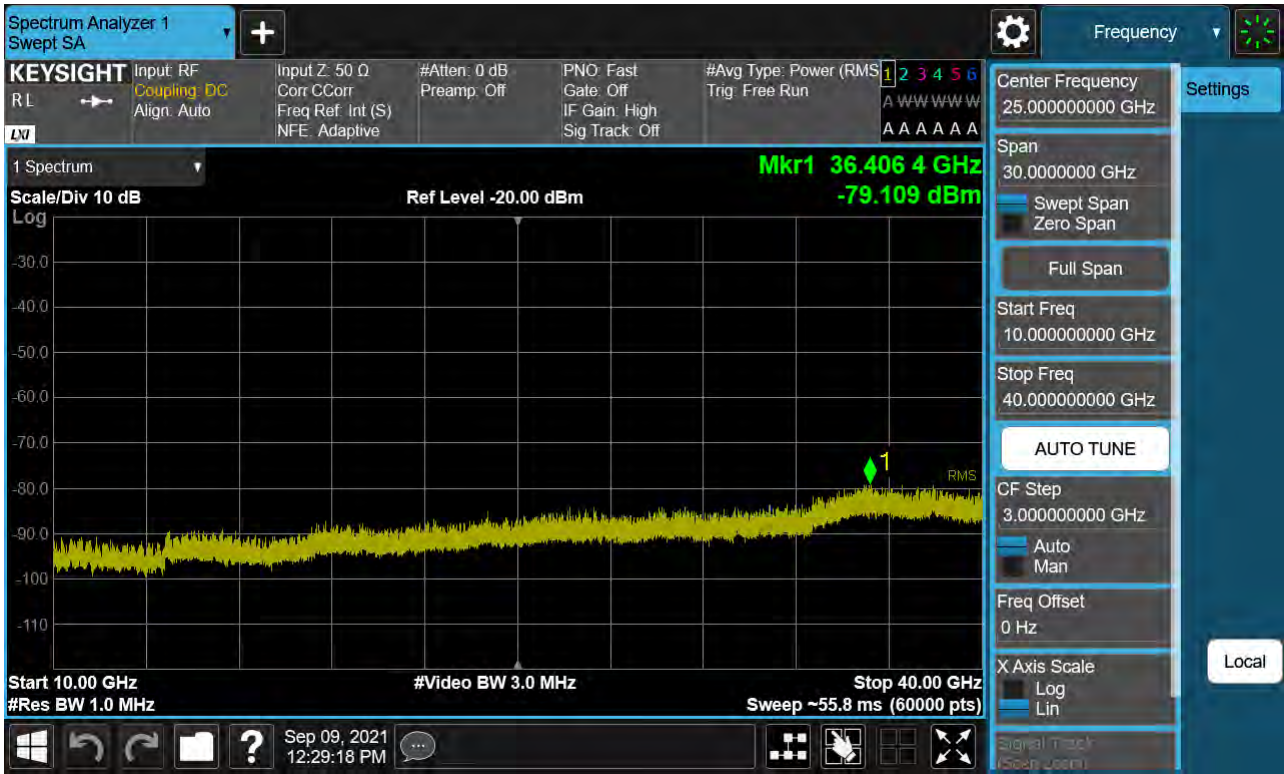 Spectrum Analyzer 1
Swept SA
+
Frequency
KEYSIGHT
RL
LXI
Input: RF
Coupling: DC
Align: Auto
Input Z: 50 Ω
Corr CCorr
Freq Ref: Int (S)
NFE: Adaptive
#Atten: 0 dB
Preamp: Off
PNO: Fast
Gate: Off
IF Gain: High
Sig Track: Off
#Avg Type: Power (RMS
Trig: Free Run
1 2 3 4 5 6
A W W W W W
A A A A A A
1 Spectrum
Scale/Div 10 dB
Ref Level -20.00 dBm
Mkr1 36.406 4 GHz
-79.109 dBm
Log
-30.0
-40.0
-50.0
-60.0
-70.0
-80.0
-90.0
-100
-110
1
RMS
Start 10.00 GHz
#Video BW 3.0 MHz
Stop 40.00 GHz
#Res BW 1.0 MHz
Sweep ~55.8 ms (60000 pts)
Center Frequency
25.000000000 GHz
Settings
Span
30.0000000 GHz
Swept Span
Zero Span
Full Span
Start Freq
10.000000000 GHz
Stop Freq
40.000000000 GHz
AUTO TUNE
CF Step
3.000000000 GHz
Auto
Man
Freq Offset
0 Hz
X Axis Scale
Log
Lin
Signal Track
(Span Zoom)
Local
?
Sep 09, 2021
12:29:18 PM